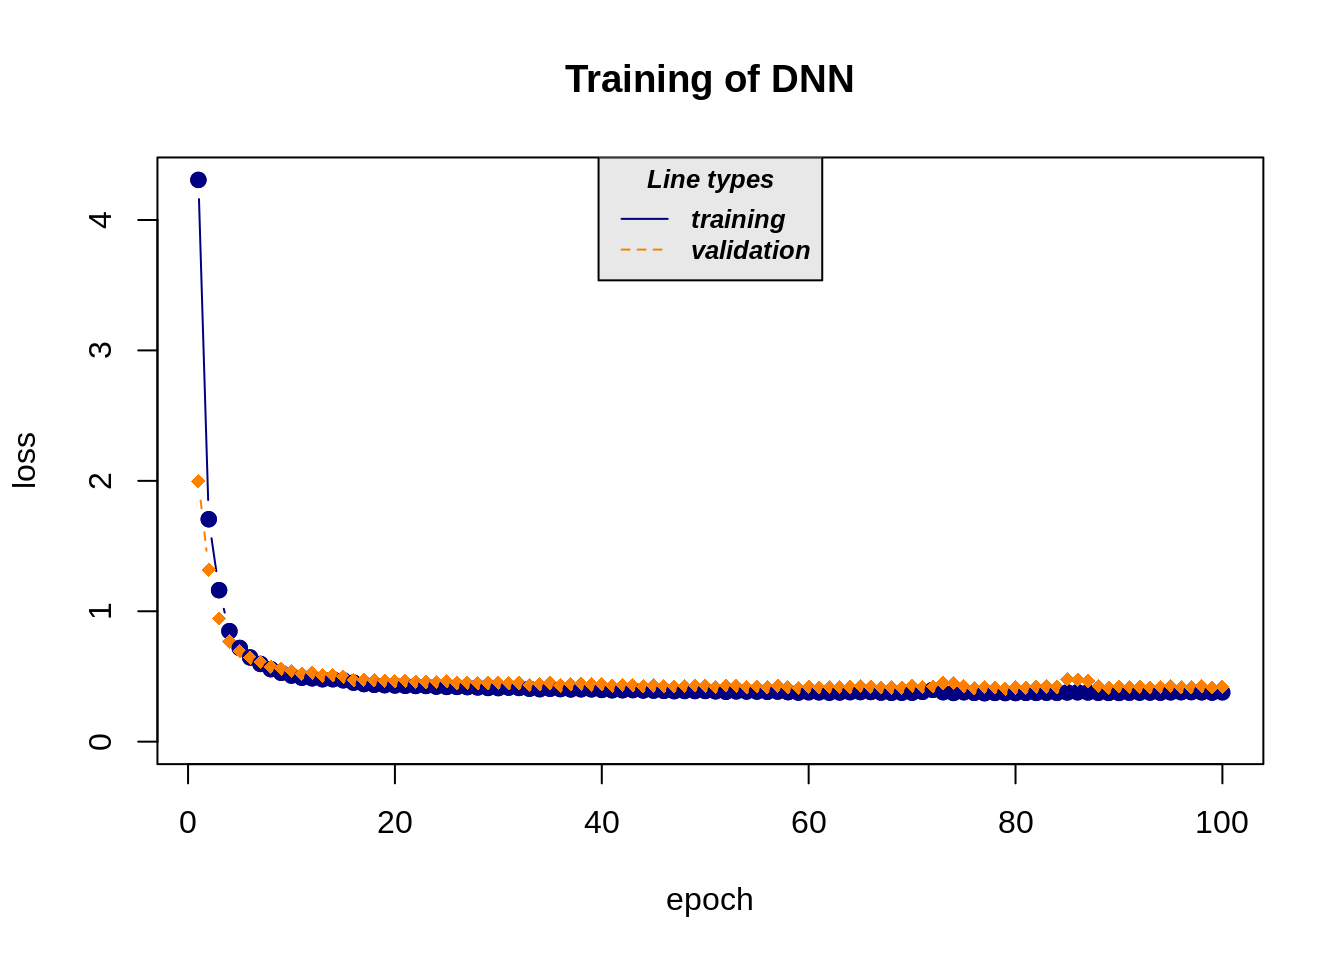 Training of DNN
Line types
training
validation
loss
4
3
2
1
0
0 20 40 60 80 100
epoch